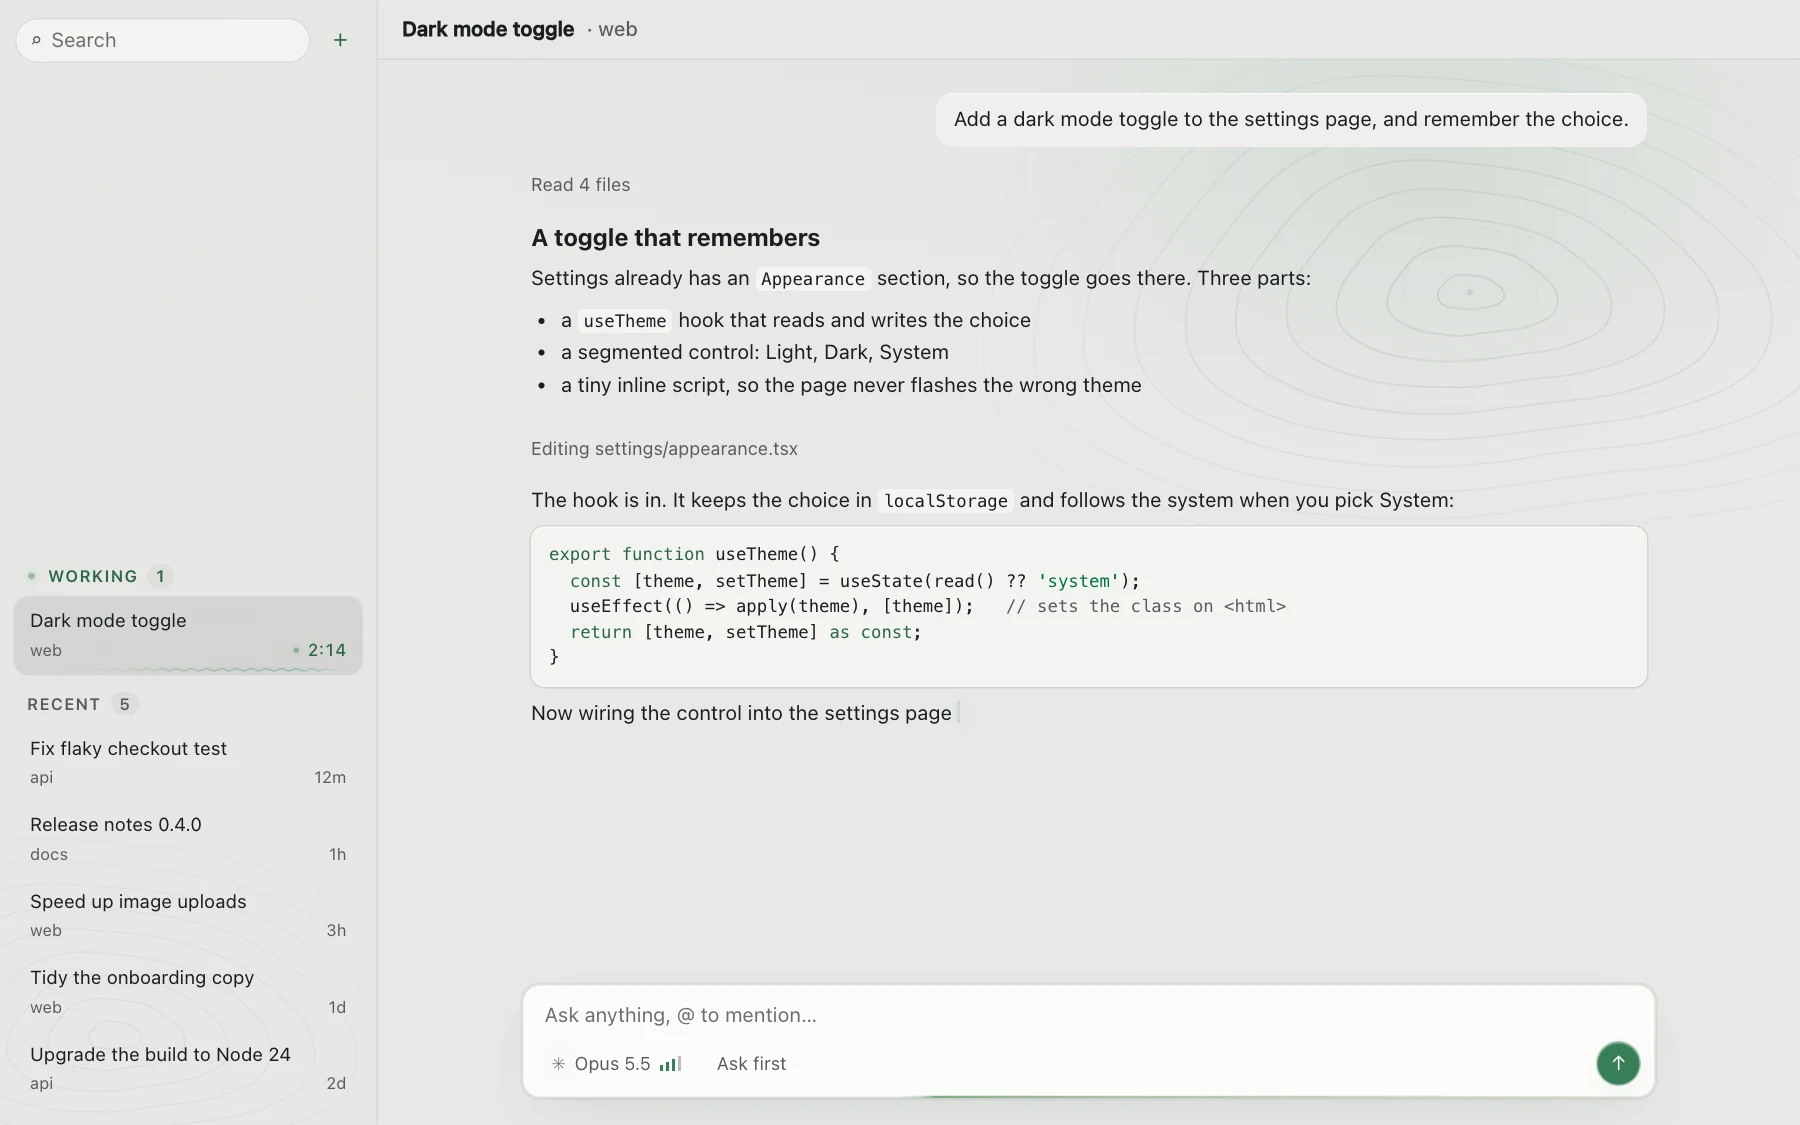 Search
+
WORKING 1
Dark mode toggle
web
2:14
RECENT 5
Fix flaky checkout test
api
12m
Release notes 0.4.0
docs
1h
Speed up image uploads
web
3h
Tidy the onboarding copy
web
1d
Upgrade the build to Node 24
api
2d
Dark mode toggle · web
Add a dark mode toggle to the settings page, and remember the choice.
Read 4 files
A toggle that remembers
Settings already has an Appearance section, so the toggle goes there. Three parts:
• a useTheme hook that reads and writes the choice
• a segmented control: Light, Dark, System
• a tiny inline script, so the page never flashes the wrong theme
Editing settings/appearance.tsx
The hook is in. It keeps the choice in localStorage and follows the system when you pick System:
export function useTheme() {
  const [theme, setTheme] = useState(read() ?? 'system');
  useEffect(() => apply(theme), [theme]);   // sets the class on <html>
  return [theme, setTheme] as const;
}
Now wiring the control into the settings page
Ask anything, @ to mention...
Opus 5.5
Ask first